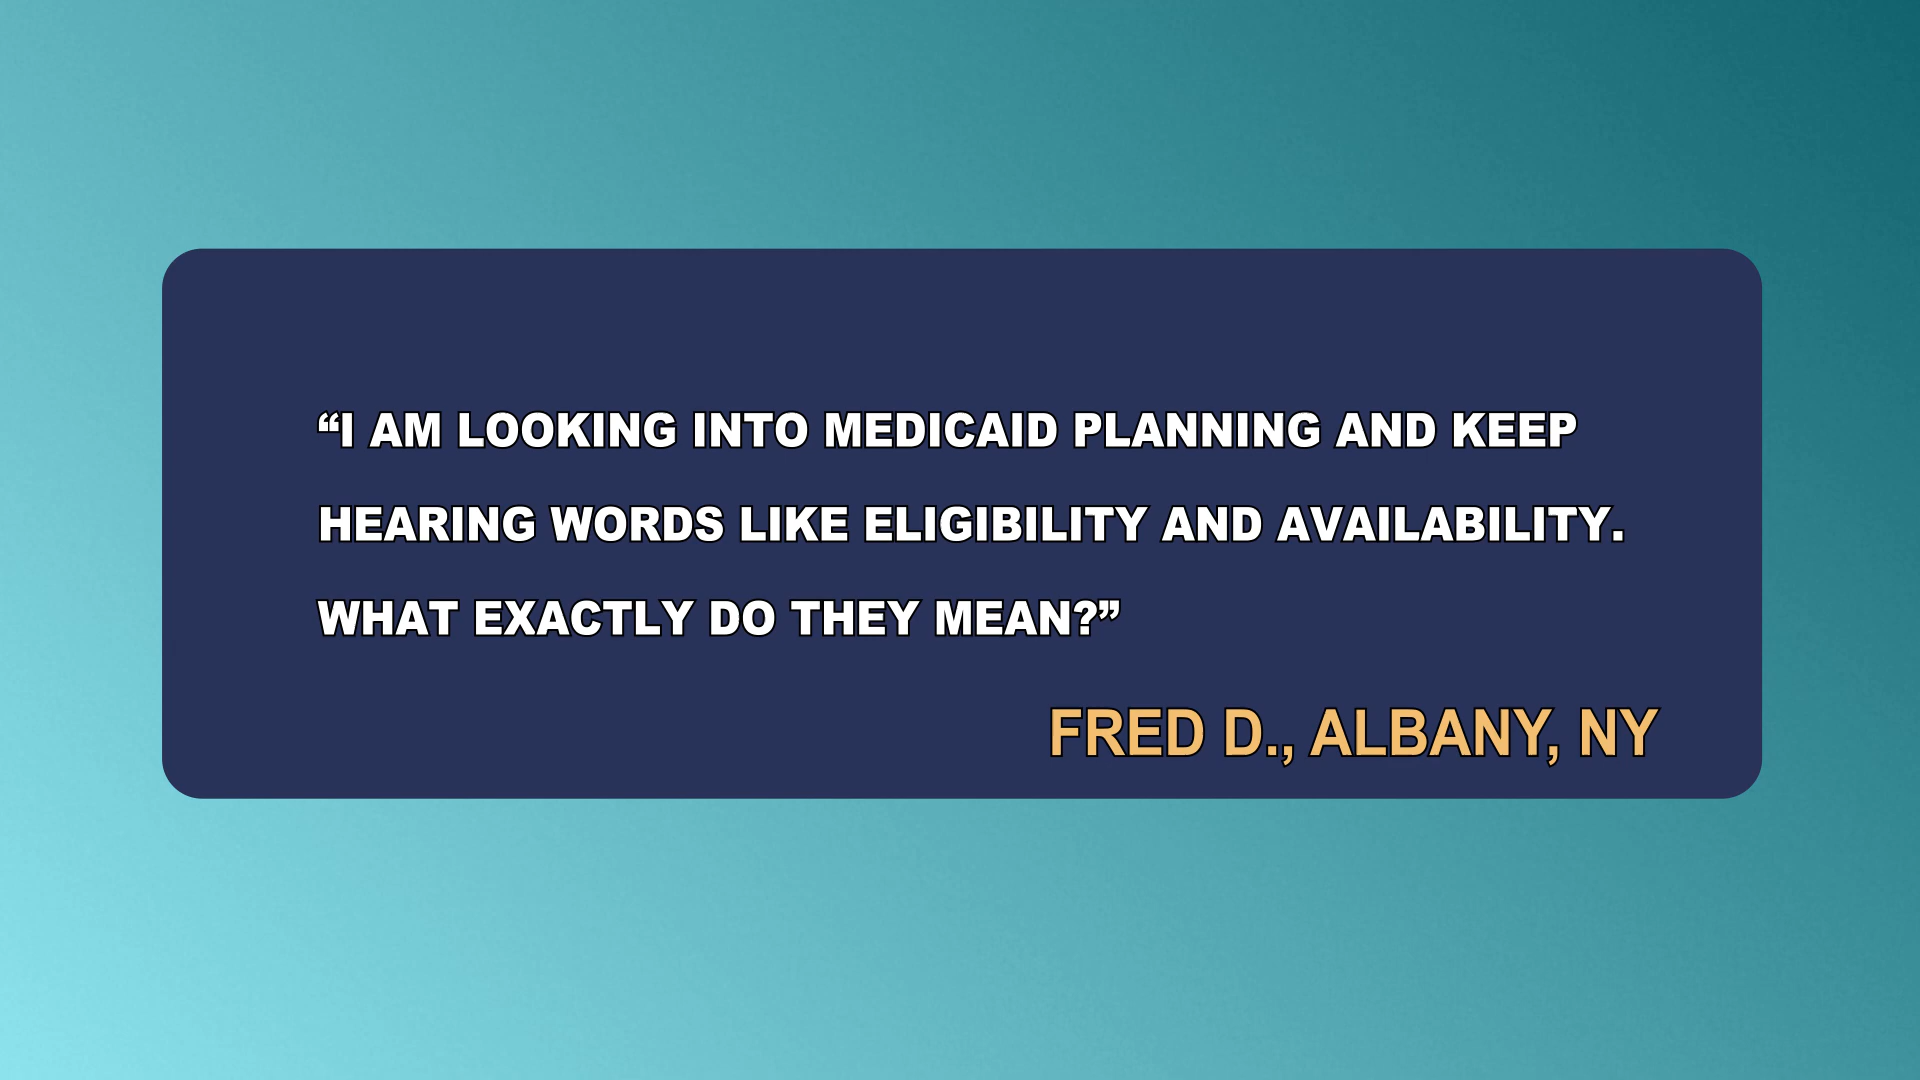 “I AM LOOKING INTO MEDICAID PLANNING AND KEEP
HEARING WORDS LIKE ELIGIBILITY AND AVAILABILITY.
WHAT EXACTLY DO THEY MEAN?”
FRED D., ALBANY, NY